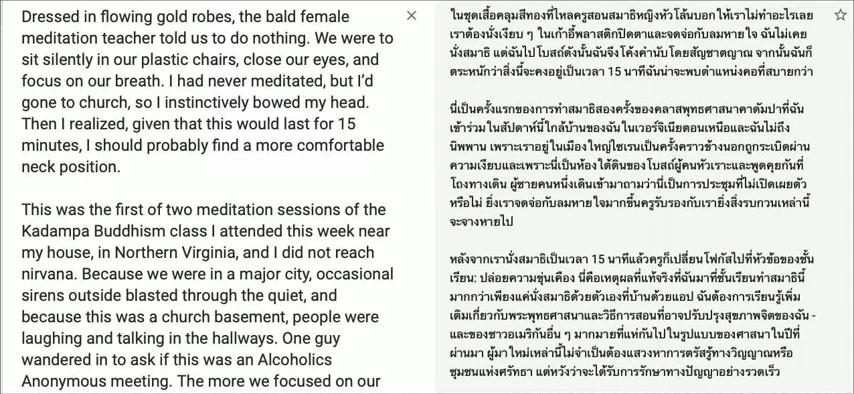 Dressed in flowing gold robes, the bald female
meditation teacher told us to do nothing. We were to
sit silently in our plastic chairs, close our eyes, and
focus on our breath. I had never meditated, but I'd
gone to church, so I instinctively bowed my head.
Then I realized, given that this would last for 15
minutes, I should probably find a more comfortable
neck position.
This was the first of two meditation sessions of the
Kadampa Buddhism class I attended this week near
my house, in Northern Virginia, and I did not reach
nirvana. Because we were in a major city, occasional
sirens outside blasted through the quiet, and
because this was a church basement, people were
laughing and talking in the hallways. One guy
wandered in to ask if this was an Alcoholics
Anonymous meeting. The more we focused on our
ในชุดเสื้อคลุมสีทองที่ไหลครูสอนสมาธิหญิงหัวโล้นบอกให้เราไม่ทำอะไรเลย
เราต้องนั่งเงียบ ๆ ในเก้าอี้พลาสติกปิดตาและจดจ่อกับลมหายใจ ฉันไม่เคย
นั่งสมาธิ แต่ฉันไปโบสถ์ดังนั้นฉันจึงโค้งคำนับโดยสัญชาตญาณ จากนั้นฉันก็
ตระหนักว่าสิ่งนี้จะคงอยู่เป็นเวลา 15 นาทีฉันน่าจะพบตำแหน่งคอที่สบายกว่า
นี่เป็นครั้งแรกของการทำสมาธิสองครั้งของคลาสพุทธศาสนาคาดัมปาที่ฉัน
เข้าร่วมในสัปดาห์นี้ใกล้บ้านของฉันในเวอร์จิเนียตอนเหนือและฉันไม่ถึง
นิพพาน เพราะเราอยู่ในเมืองใหญ่ไซเรนเป็นครั้งคราวข้างนอกถูกระเบิดผ่าน
ความเงียบและเพราะนี่เป็นห้องใต้ดินของโบสถ์ผู้คนหัวเราะและพูดคุยกันที่
โถงทางเดิน ผู้ชายคนหนึ่งเดินเข้ามาถามว่านี่เป็นการประชุมที่ไม่เปิดเผยตัว
หรือไม่ ยิ่งเราจดจ่อกับลมหายใจมากขึ้นครูรับรองกับเรายิ่งสิ่งรบกวนเหล่านี้
จะจางหายไป
หลังจากเรานั่งสมาธิเป็นเวลา 15 นาทีแล้วครูก็เปลี่ยนโฟกัสไปที่หัวข้อของชั้น
เรียน: ปล่อยความขุ่นเคือง นี่คือเหตุผลที่แท้จริงที่ฉันมาที่ชั้นเรียนทำสมาธินี้
มากกว่าเพียงแค่นั่งสมาธิด้วยตัวเองที่บ้านด้วยแอป ฉันต้องการเรียนรู้เพิ่ม
เติมเกี่ยวกับพระพุทธศาสนาและวิธีการสอนที่อาจปรับปรุงสุขภาพจิตของฉัน -
และของชาวอเมริกันอื่น ๆ มากมายที่แห่กันไปในรูปแบบของศาสนาในปีที่
ผ่านมา ผู้มาใหม่เหล่านี้ไม่จำเป็นต้องแสวงหาการตรัสรู้ทางวิญญาณหรือ
ชุมชนแห่งศรัทธา แต่หวังว่าจะได้รับการรักษาทางปัญญาอย่างรวดเร็ว